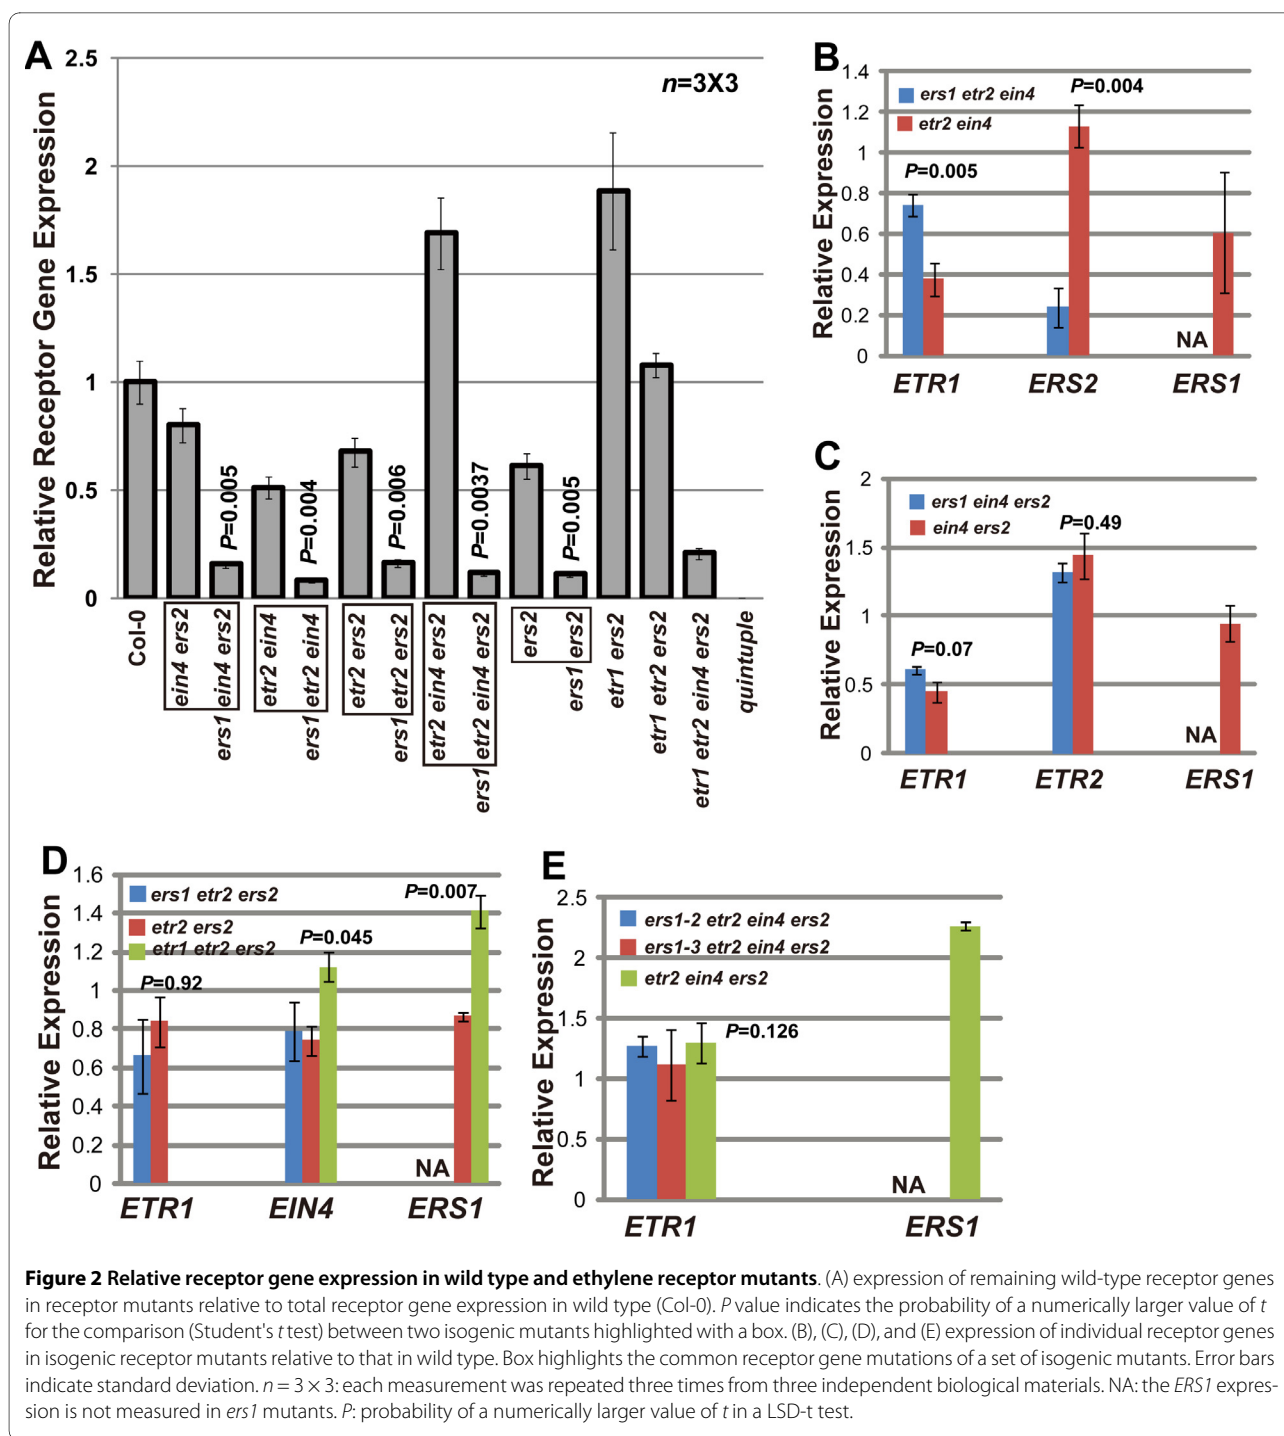 A
2.5
2
1.5
1
0.5
0
Relative Receptor Gene Expression
n=3X3
P=0.005
P=0.004
P=0.006
P=0.0037
P=0.005
Col-0
ein4 ers2
ers1 ein4 ers2
etr2 ein4
ers1 etr2 ein4
etr2 ers2
ers1 etr2 ers2
etr2 ein4 ers2
ers1 etr2 ein4 ers2
ers2
ers1 ers2
etr1 ers2
etr1 etr2 ers2
etr1 etr2 ein4 ers2
quintuple
B
1.4
1.2
1
0.8
0.6
0.4
0.2
0
Relative Expression
ers1 etr2 ein4
etr2 ein4
P=0.005
P=0.004
NA
ETR1
ERS2
ERS1
C
2
1.5
1
0.5
0
Relative Expression
ers1 ein4 ers2
ein4 ers2
P=0.07
P=0.49
NA
ETR1
ETR2
ERS1
D
1.6
1.4
1.2
1
0.8
0.6
0.4
0.2
0
Relative Expression
ers1 etr2 ers2
etr2 ers2
etr1 etr2 ers2
P=0.92
P=0.045
P=0.007
NA
ETR1
EIN4
ERS1
E
2.5
2
1.5
1
0.5
0
Relative Expression
ers1-2 etr2 ein4 ers2
ers1-3 etr2 ein4 ers2
etr2 ein4 ers2
P=0.126
NA
ETR1
ERS1
Figure 2 Relative receptor gene expression in wild type and ethylene receptor mutants. (A) expression of remaining wild-type receptor genes
in receptor mutants relative to total receptor gene expression in wild type (Col-0). P value indicates the probability of a numerically larger value of t
for the comparison (Student's t test) between two isogenic mutants highlighted with a box. (B), (C), (D), and (E) expression of individual receptor genes
in isogenic receptor mutants relative to that in wild type. Box highlights the common receptor gene mutations of a set of isogenic mutants. Error bars
indicate standard deviation. n = 3 × 3: each measurement was repeated three times from three independent biological materials. NA: the ERS1 expres-
sion is not measured in ers1 mutants. P: probability of a numerically larger value of t in a LSD-t test.